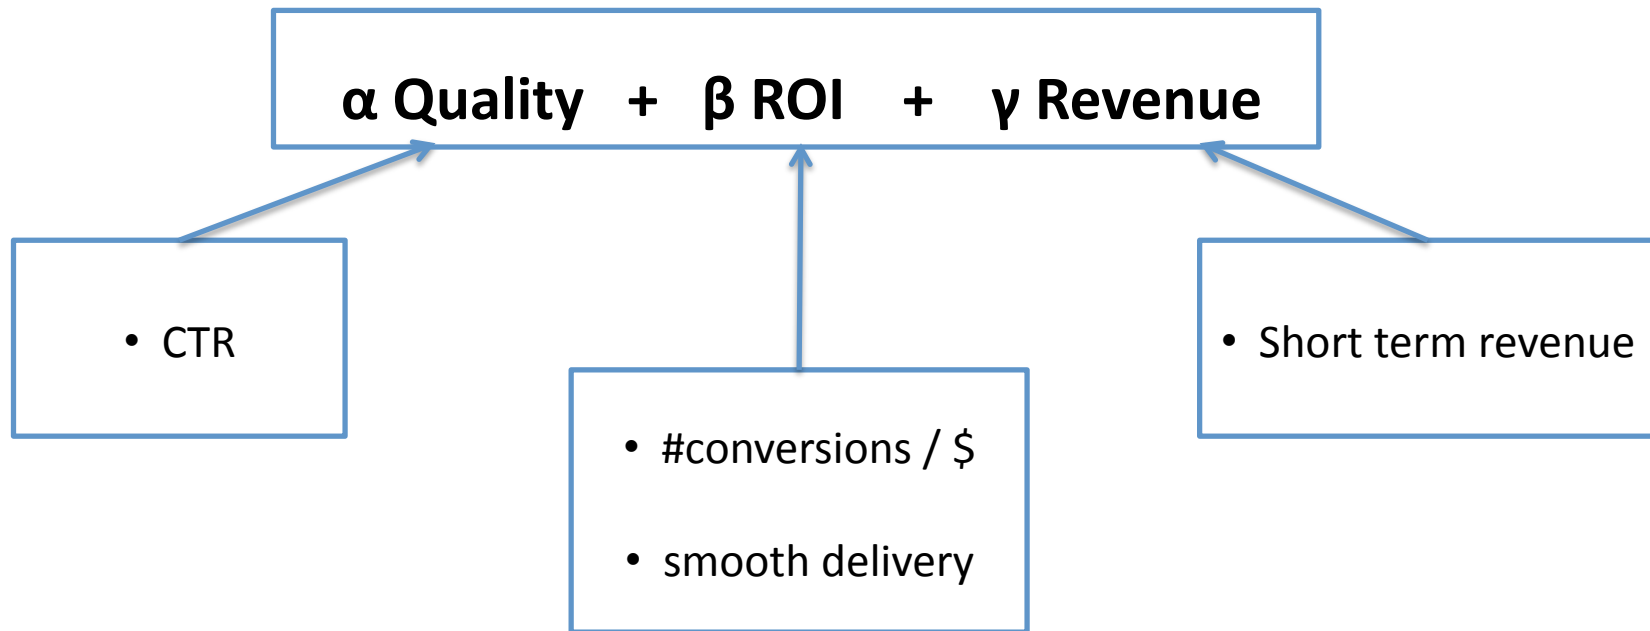 α Quality + β ROI + γ Revenue
• CTR
• #conversions / $
• smooth delivery
• Short term revenue